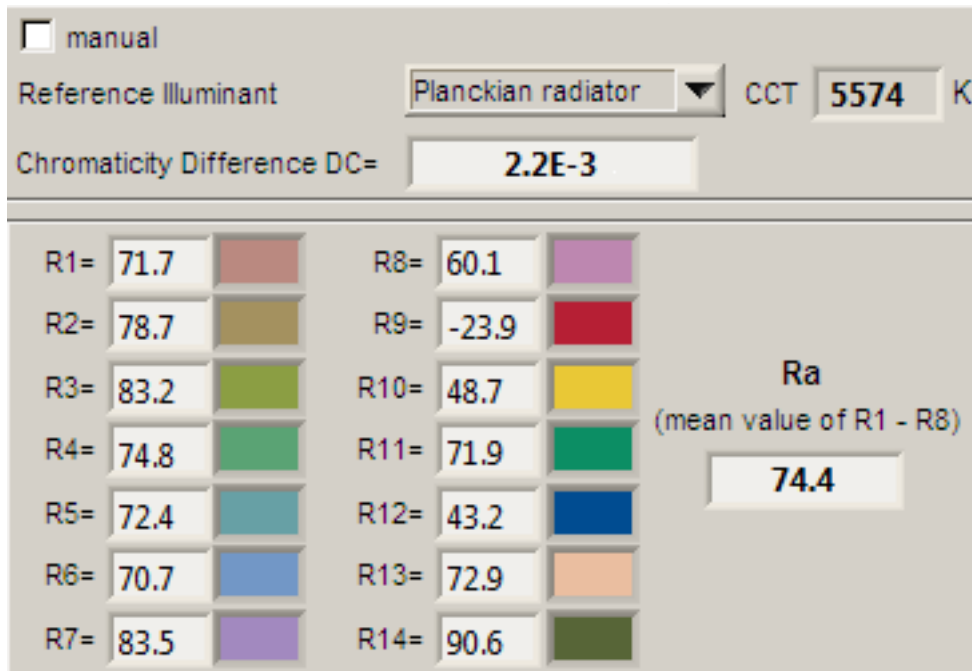 manual
Reference Illuminant Planckian radiator CCT 5574 K
Chromaticity Difference DC= 2.2E-3
R1= 71.7 R8= 60.1
R2= 78.7 R9= -23.9
R3= 83.2 R10= 48.7
Ra
R4= 74.8 R11= 71.9
(mean value of R1 - R8)
R5= 72.4 R12= 43.2
74.4
R6= 70.7 R13= 72.9
R7= 83.5 R14= 90.6